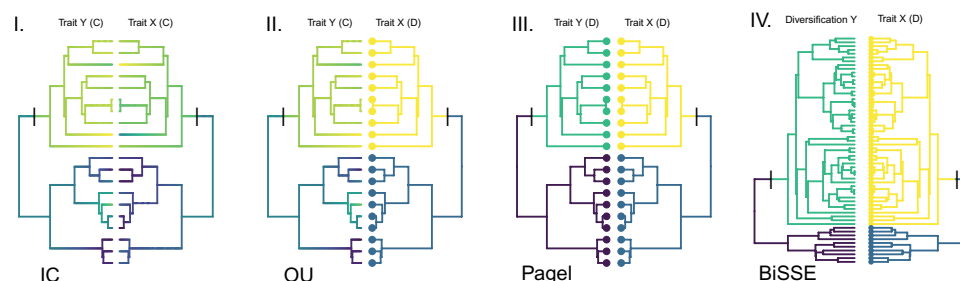 I.
Trait Y (C) Trait X (C)
IC
II.
Trait Y (C) Trait X (D)
OU
III.
Trait Y (D) Trait X (D)
Pagel
IV.
Diversification Y Trait X (D)
BiSSE